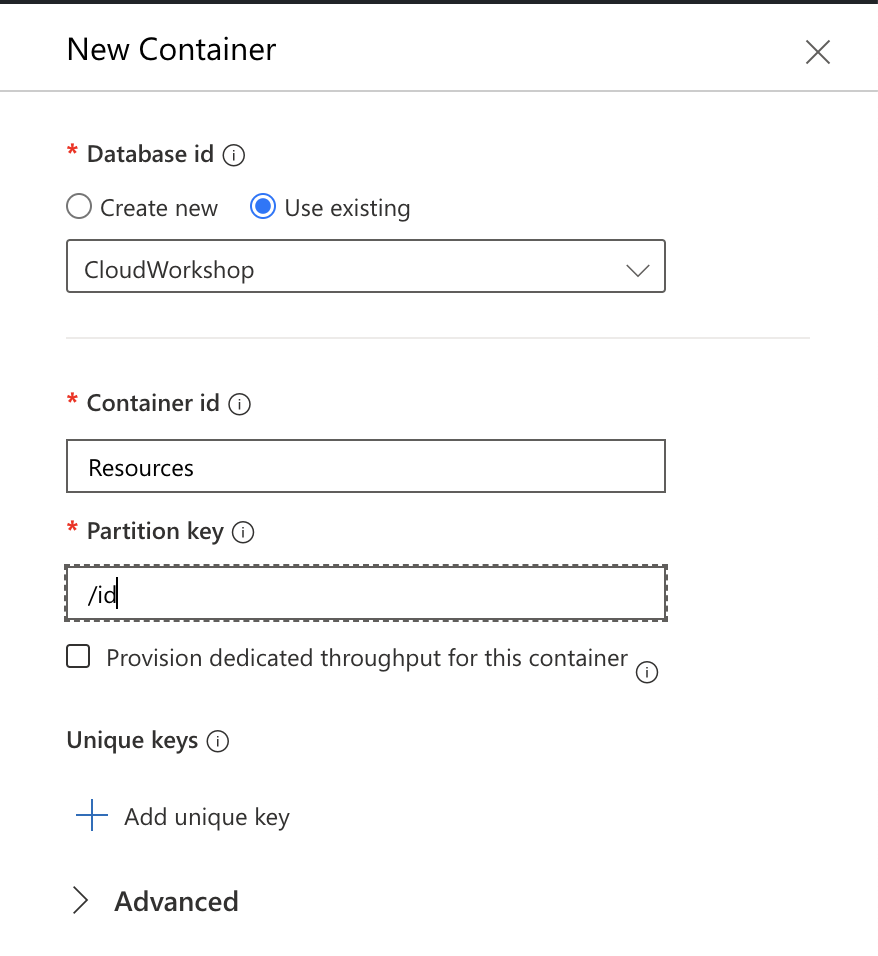 New Container
* Database id
Create new Use existing
CloudWorkshop
* Container id
Resources
* Partition key
/id
Provision dedicated throughput for this container
Unique keys
Add unique key
Advanced